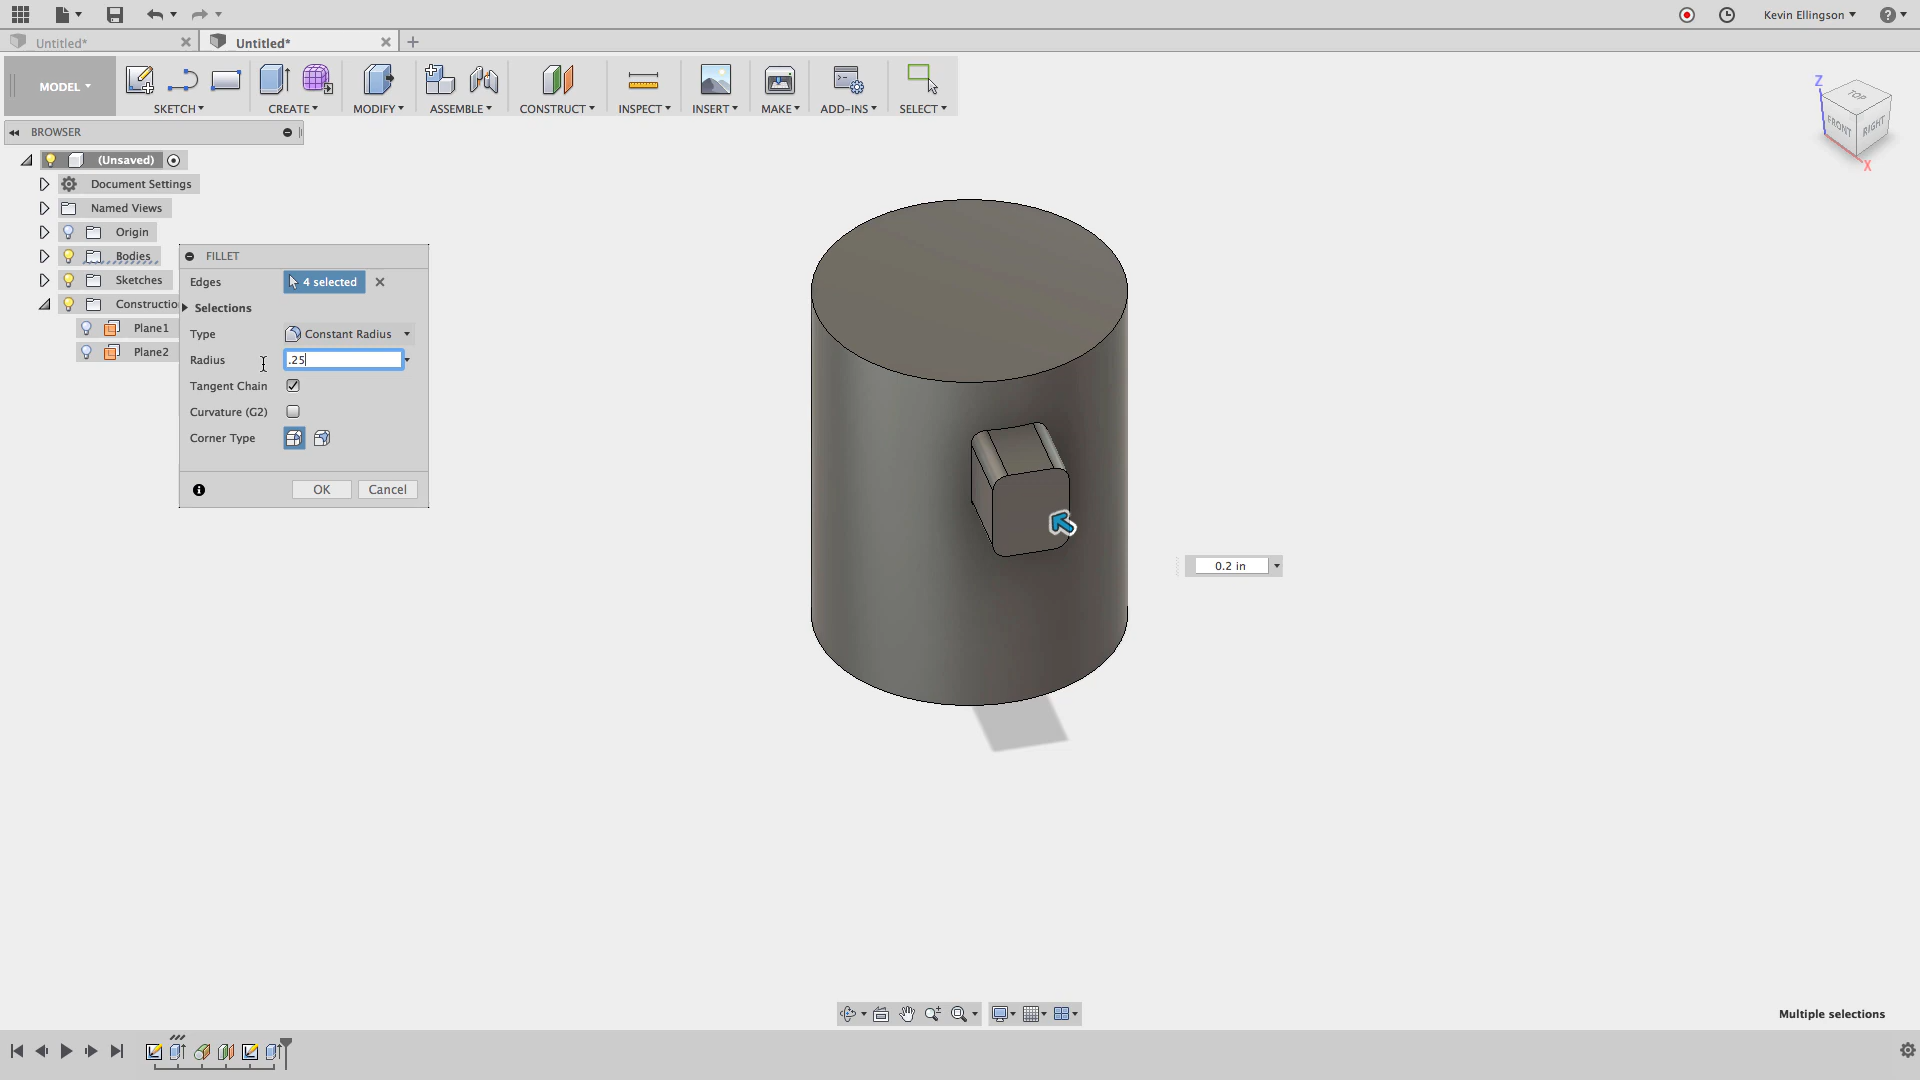 Kevin Ellingson
Untitled*
Untitled*
MODEL
SKETCH
CREATE
MODIFY
ASSEMBLE
CONSTRUCT
INSPECT
INSERT
MAKE
ADD-INS
SELECT
Z
TOP
FRONT
RIGHT
X
BROWSER
(Unsaved)
Document Settings
Named Views
Origin
Bodies
Sketches
Constructio
Plane1
Plane2
FILLET
Edges
4 selected
Selections
Type
Constant Radius
Radius
.25
Tangent Chain
Curvature (G2)
Corner Type
OK
Cancel
0.2 in
Multiple selections